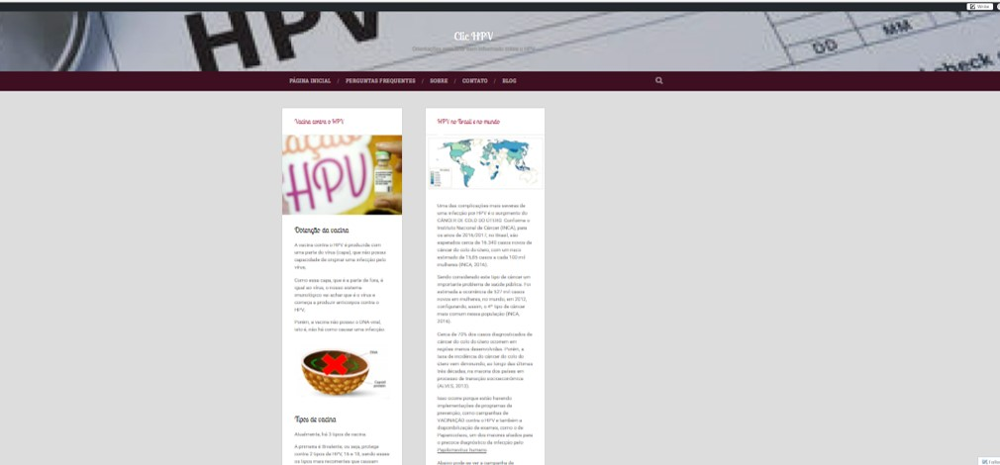 HPV
DD
MM
check
Clic HPV
PÁGINA INICIAL / PERGUNTAS FREQUENTES / SOBRE / CONTATO / BLOG
Vacina contra o HPV
ação
HPV
Obtenção da vacina
A vacina contra o HPV é produzida com
uma parte do vírus (capa), que não possui
capacidade de originar uma infecção pelo
vírus.
Como essa capa, que é a parte de fora, é
igual ao vírus, o nosso sistema
imunológico vai achar que é o vírus e
começa a produzir anticorpos contra o
HPV.
Porém, a vacina não possui o DNA viral,
isto é, não há como causar uma infecção.
DNA
Capsid
protein
Tipos de vacina
Atualmente, há 3 tipos de vacina
A primeira é Bivalente, ou seja, protege
contra 2 tipos de HPV, 16 e 18, sendo esses
os tipos mais recorrentes que causam
HPV no Brasil e no mundo
Uma das complicações mais severas de
uma infecção por HPV é o surgimento do
CÂNCER DE COLO DO ÚTERO. Conforme o
Instituto Nacional de Câncer (INCA), para
os anos de 2016/2017, no Brasil, são
esperados cerca de 16.340 casos novos de
câncer do colo do útero, com um risco
estimado de 15,85 casos a cada 100 mil
mulheres (INCA, 2016).
Sendo considerado este tipo de câncer um
importante problema de saúde pública. Foi
estimada a ocorrência de 527 mil casos
novos em mulheres, no mundo, em 2012,
configurando, assim, o 4º tipo de câncer
mais comum nessa população (INCA,
2016).
Cerca de 70% dos casos diagnosticados de
câncer do colo do útero ocorrem em
regiões menos desenvolvidas. Porém, a
taxa de incidência do câncer do colo do
útero vem diminuindo, ao longo das últimas
três décadas, na maioria dos países em
processo de transição socioeconômica
(ALVES, 2012).
Isso ocorre porque estão havendo
implementações de programas de
prevenção, como campanhas de
VACINAÇÃO contra o HPV e também a
disponibilização de exames, como o de
Papanicolaou, um dos maiores aliados para
o precoce diagnóstico da infecção pelo
Papilomavírus humano.
Abaixo pode se ver a campanha de